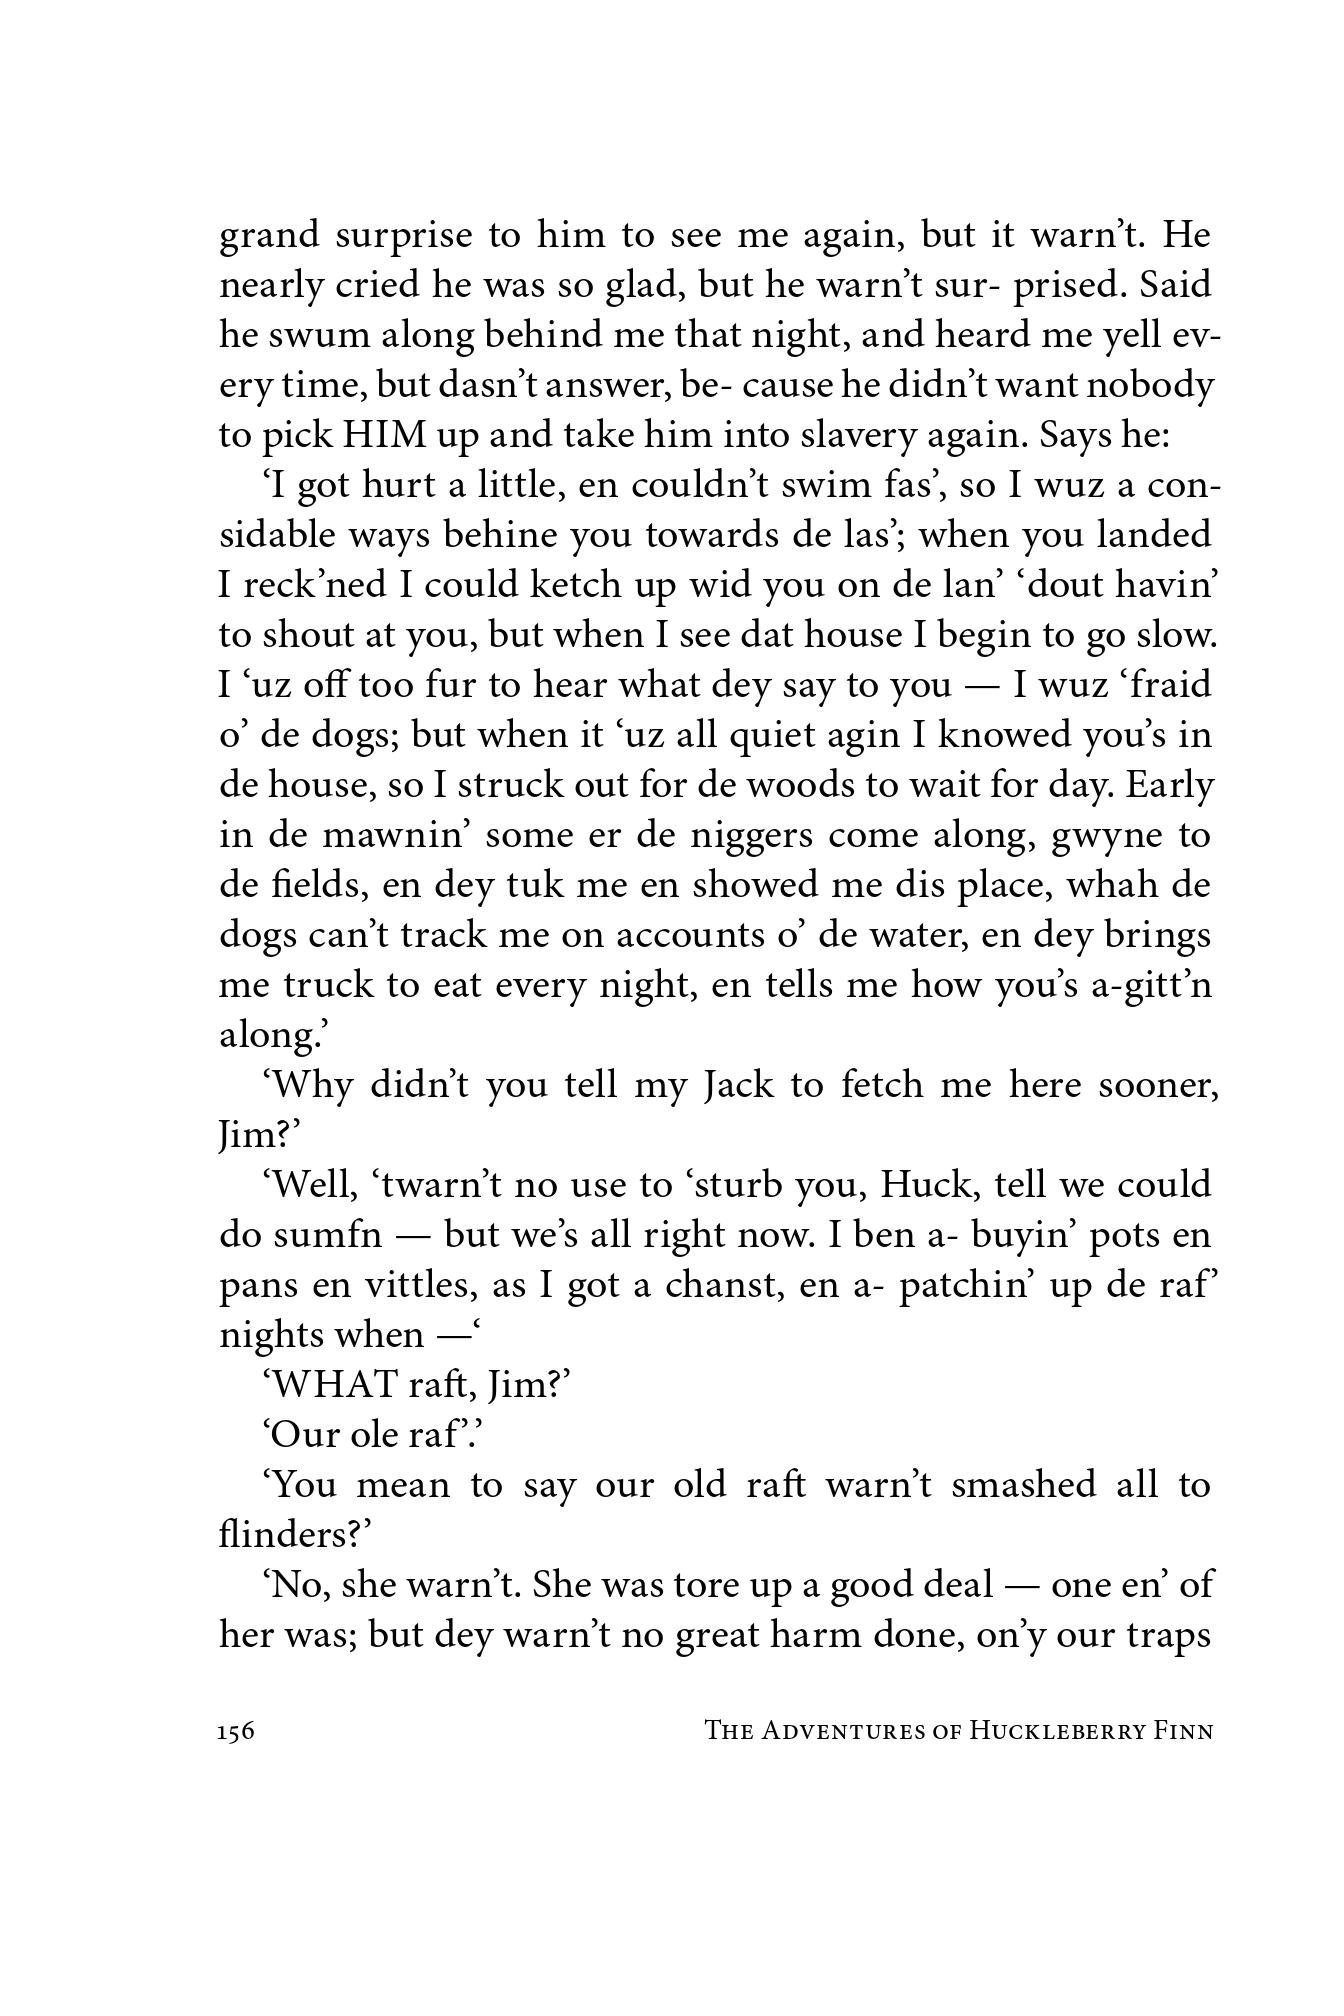 grand surprise to him to see me again, but it warn’t. He
nearly cried he was so glad, but he warn’t sur- prised. Said
he swum along behind me that night, and heard me yell ev-
ery time, but dasn’t answer, be- cause he didn’t want nobody
to pick HIM up and take him into slavery again. Says he:
‘I got hurt a little, en couldn’t swim fas’, so I wuz a con-
sidable ways behine you towards de las’; when you landed
I reck’ned I could ketch up wid you on de lan’ ‘dout havin’
to shout at you, but when I see dat house I begin to go slow.
I ‘uz off too fur to hear what dey say to you — I wuz ‘fraid
o’ de dogs; but when it ‘uz all quiet agin I knowed you’s in
de house, so I struck out for de woods to wait for day. Early
in de mawnin’ some er de niggers come along, gwyne to
de fields, en dey tuk me en showed me dis place, whah de
dogs can’t track me on accounts o’ de water, en dey brings
me truck to eat every night, en tells me how you’s a-gitt’n
along.’
‘Why didn’t you tell my Jack to fetch me here sooner,
Jim?’
‘Well, ‘twarn’t no use to ‘sturb you, Huck, tell we could
do sumfn — but we’s all right now. I ben a- buyin’ pots en
pans en vittles, as I got a chanst, en a- patchin’ up de raf’
nights when —‘
‘WHAT raft, Jim?’
‘Our ole raf’.’
‘You mean to say our old raft warn’t smashed all to
flinders?’
‘No, she warn’t. She was tore up a good deal — one en’ of
her was; but dey warn’t no great harm done, on’y our traps
156 The Adventures of Huckleberry Finn